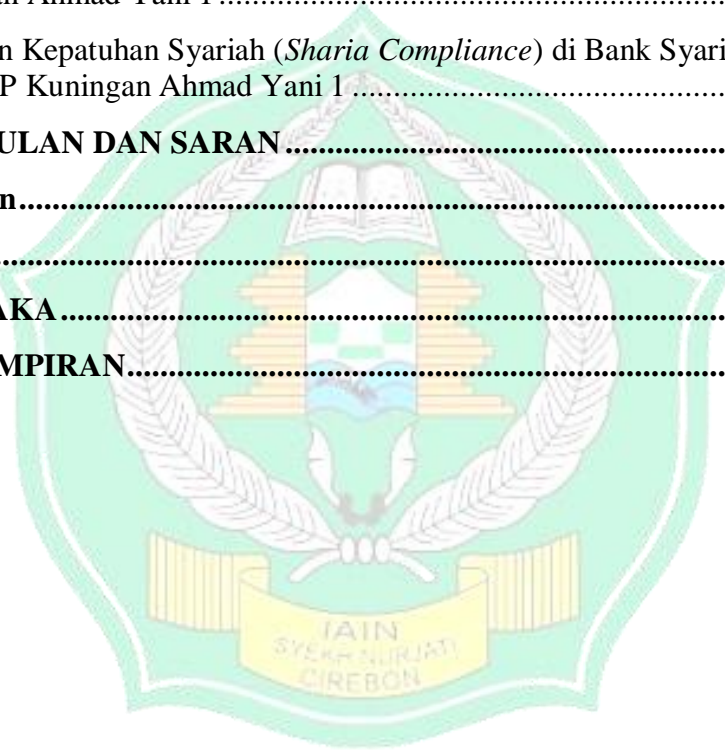 an Ahmad Yani 1 ....................................................................
n Kepatuhan Syariah (Sharia Compliance) di Bank Syari
P Kuningan Ahmad Yani 1 ..................................................
ULAN DAN SARAN ..........................................................
n ........................................................................................
.............................................................................................
AKA ....................................................................................
MPIRAN ............................................................................
IAIN
SYEKH NURJATI
CIREBON